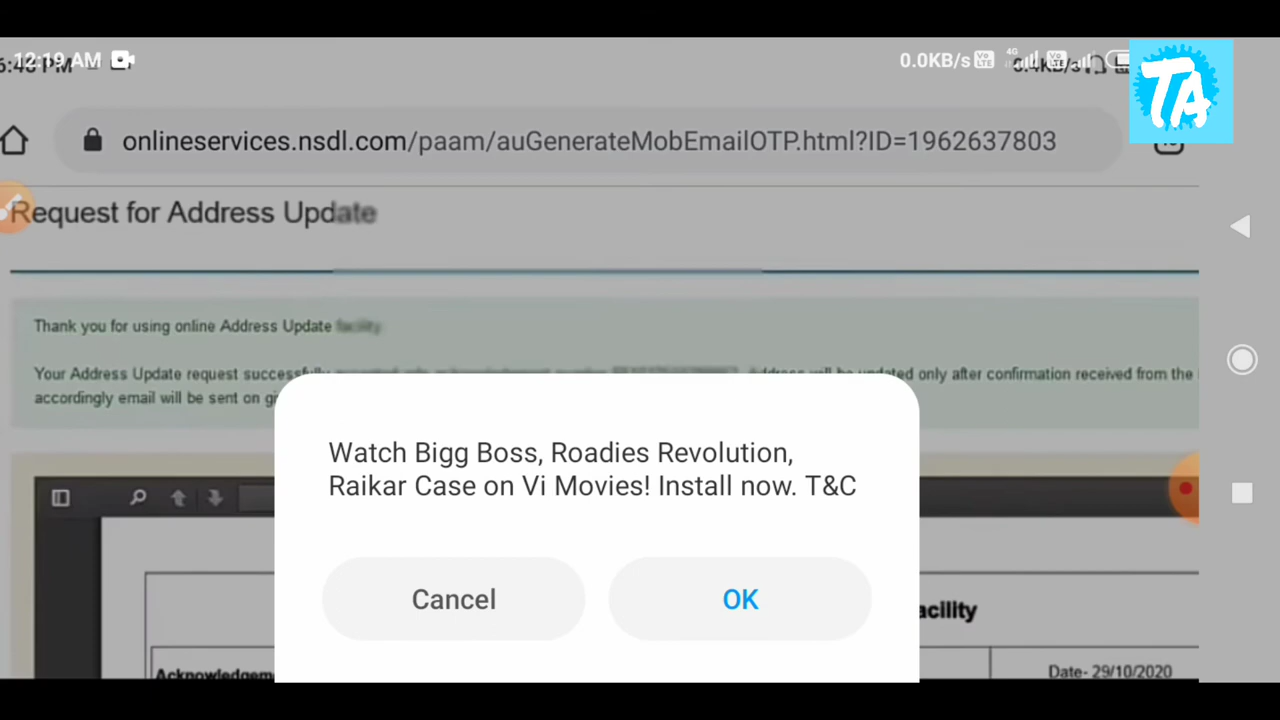 12:19 AM
0.0KB/s
4G
TA
onlineservices.nsdl.com/paam/auGenerateMobEmailOTP.html?ID=1962637803
Request for Address Update
Thank you for using online Address Update facility
Your Address Update request successfully Address will be updated only after confirmation received from the
accordingly email will be sent on
Watch Bigg Boss, Roadies Revolution,
Raikar Case on Vi Movies! Install now. T&C
Cancel OK
acility
Acknowledgem
Date- 29/10/2020